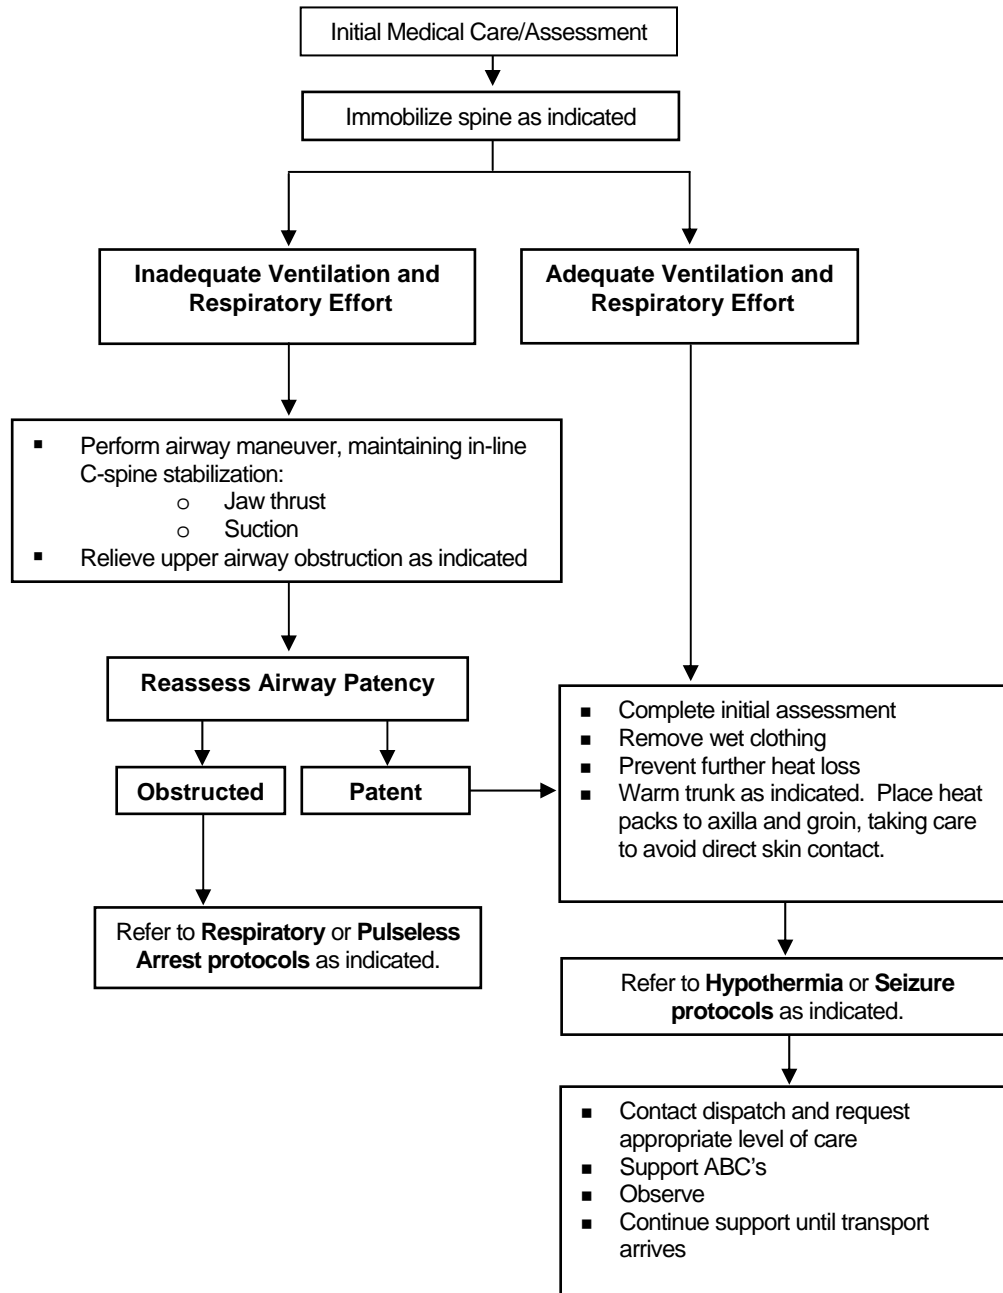 Initial Medical Care/Assessment
Immobilize spine as indicated
Inadequate Ventilation and
Respiratory Effort
Adequate Ventilation and
Respiratory Effort
▪ Perform airway maneuver, maintaining in-line
C-spine stabilization:
o Jaw thrust
o Suction
▪ Relieve upper airway obstruction as indicated
Reassess Airway Patency
Obstructed
Patent
Refer to Respiratory or Pulseless
Arrest protocols as indicated.
▪ Complete initial assessment
▪ Remove wet clothing
▪ Prevent further heat loss
▪ Warm trunk as indicated. Place heat
packs to axilla and groin, taking care
to avoid direct skin contact.
Refer to Hypothermia or Seizure
protocols as indicated.
▪ Contact dispatch and request
appropriate level of care
▪ Support ABC's
▪ Observe
▪ Continue support until transport
arrives